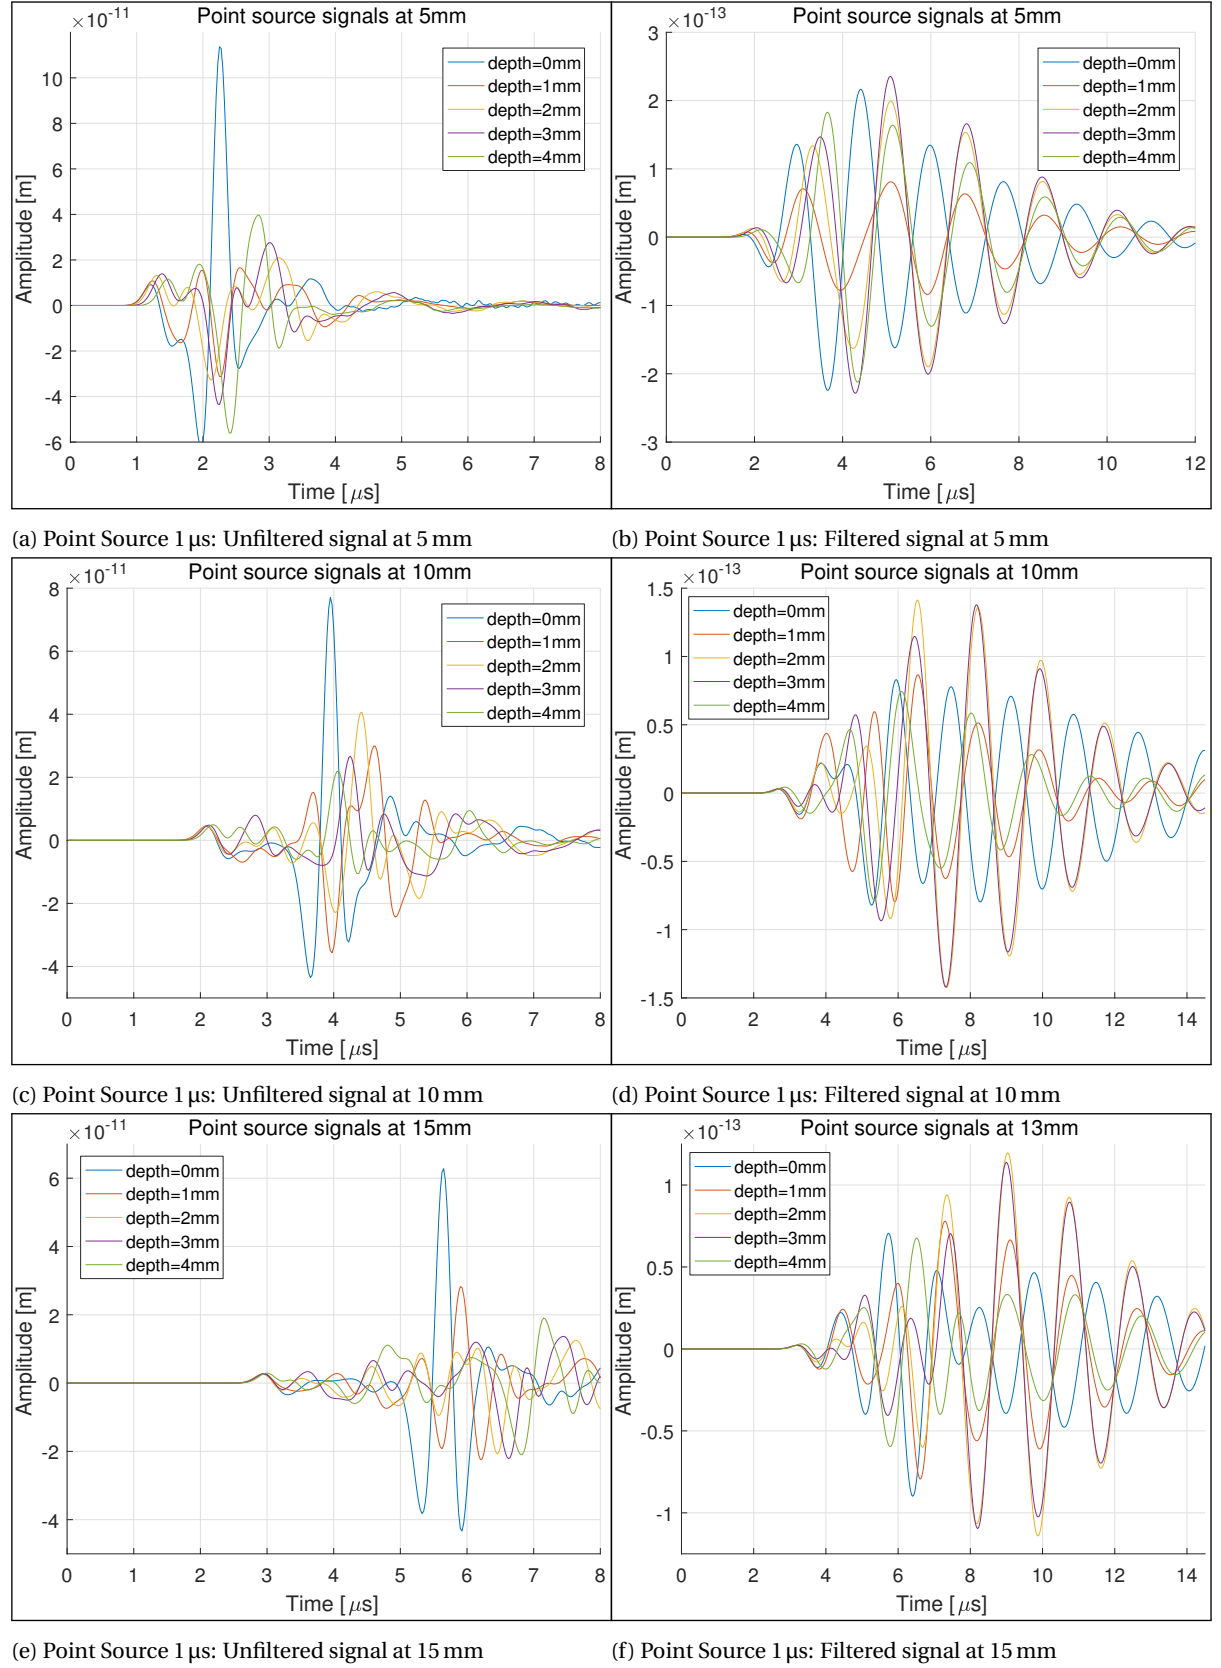 ×10-11
Point source signals at 5mm
depth=0mm
depth=1mm
depth=2mm
depth=3mm
depth=4mm
10
8
6
4
2
0
-2
-4
-6
Amplitude [m]
0 1 2 3 4 5 6 7 8
Time [ μs]
(a) Point Source 1 μs: Unfiltered signal at 5 mm
×10-13
Point source signals at 5mm
depth=0mm
depth=1mm
depth=2mm
depth=3mm
depth=4mm
3
2
1
0
-1
-2
-3
Amplitude [m]
0 2 4 6 8 10 12
Time [ μs]
(b) Point Source 1 μs: Filtered signal at 5 mm
×10-11
Point source signals at 10mm
depth=0mm
depth=1mm
depth=2mm
depth=3mm
depth=4mm
8
6
4
2
0
-2
-4
Amplitude [m]
0 1 2 3 4 5 6 7 8
Time [ μs]
(c) Point Source 1 μs: Unfiltered signal at 10 mm
×10-13
Point source signals at 10mm
depth=0mm
depth=1mm
depth=2mm
depth=3mm
depth=4mm
1.5
1
0.5
0
-0.5
-1
-1.5
Amplitude [m]
0 2 4 6 8 10 12 14
Time [ μs]
(d) Point Source 1 μs: Filtered signal at 10 mm
×10-11
Point source signals at 15mm
depth=0mm
depth=1mm
depth=2mm
depth=3mm
depth=4mm
6
4
2
0
-2
-4
Amplitude [m]
0 1 2 3 4 5 6 7 8
Time [ μs]
(e) Point Source 1 μs: Unfiltered signal at 15 mm
×10-13
Point source signals at 13mm
depth=0mm
depth=1mm
depth=2mm
depth=3mm
depth=4mm
1
0.5
0
-0.5
-1
Amplitude [m]
0 2 4 6 8 10 12 14
Time [ μs]
(f) Point Source 1 μs: Filtered signal at 15 mm